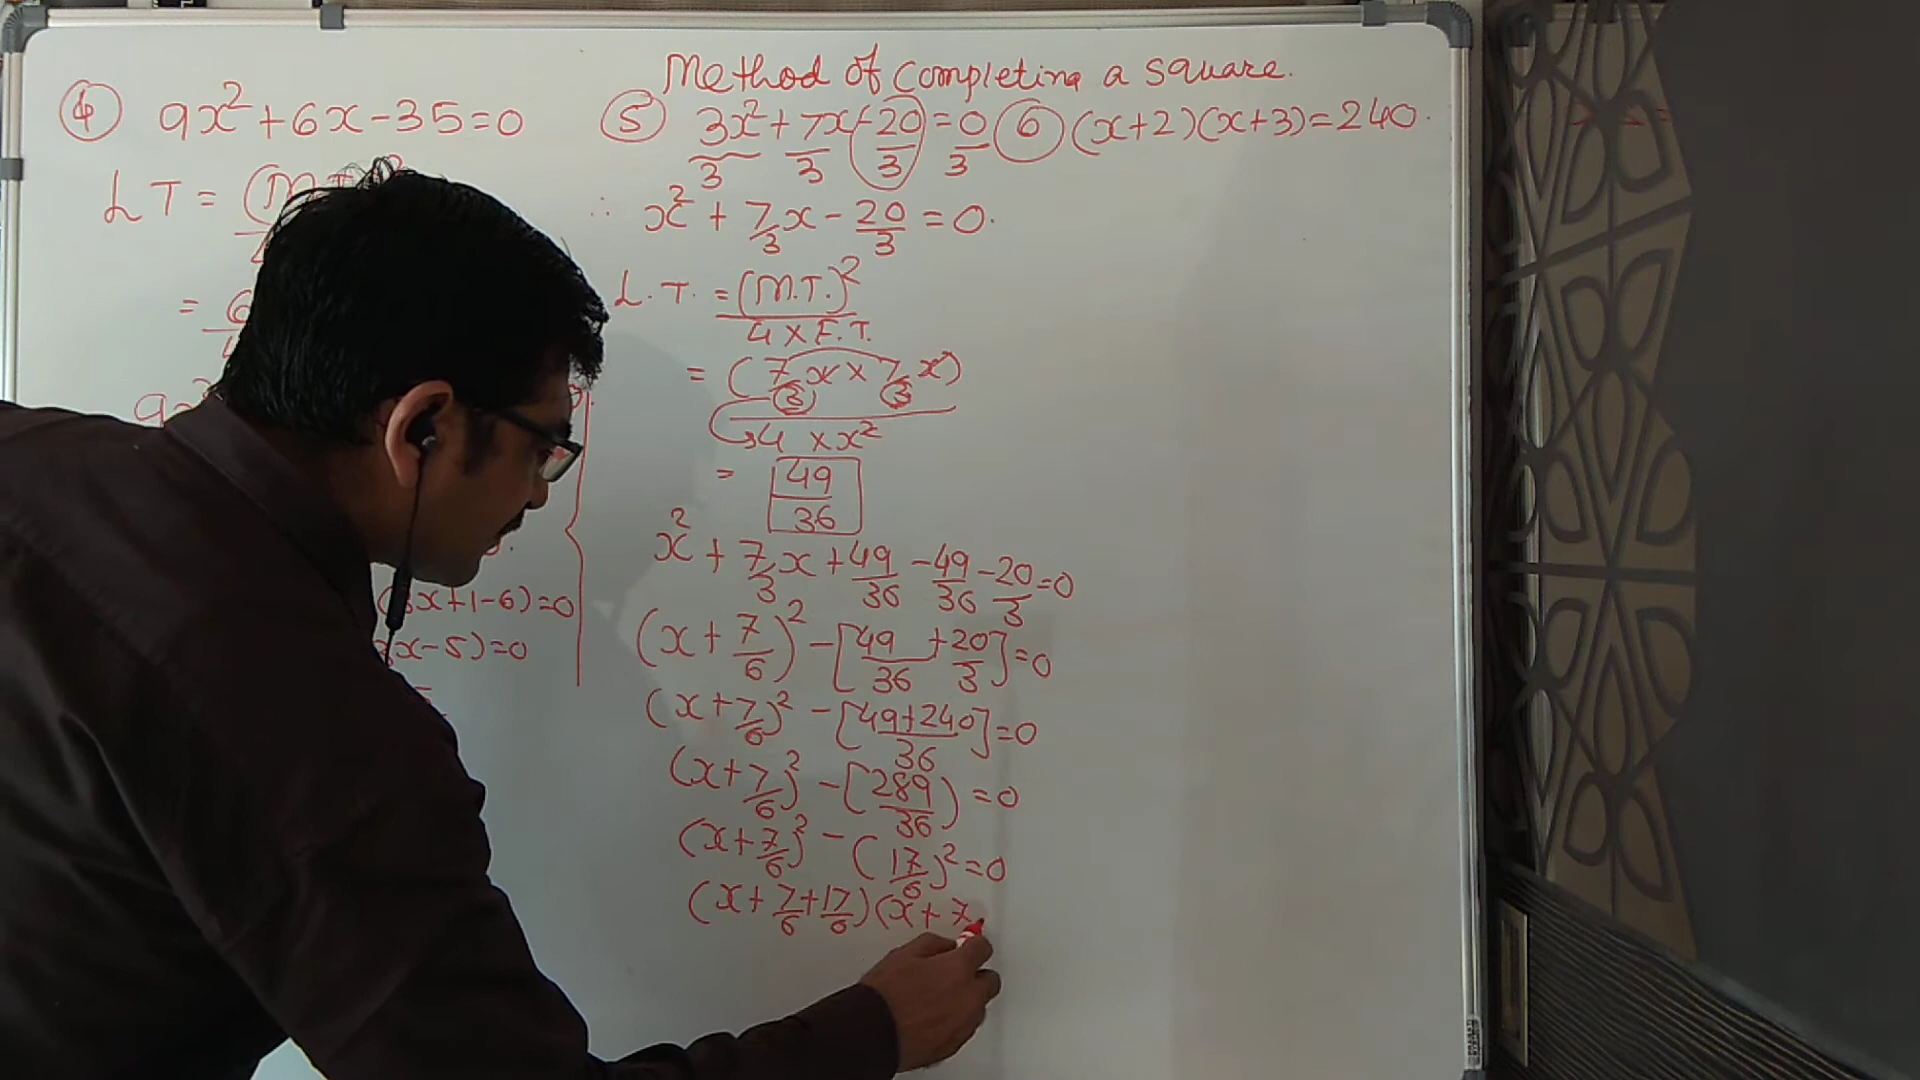 Method of Completing a square.
④ 9x² + 6x - 35 = 0
LT = (M.T.)²
= 6
9x²
(3x+1-6)=0
(3x-5)=0
⑤ 3x²/3 + 7x/3 - 20/3 = 0/3
∴ x² + 7/3 x - 20/3 = 0.
L.T. = (M.T.)² / 4 × F.T.
= (7/3 x × 7/3 x) / 4 × x²
= 49/36
x² + 7/3 x + 49/36 - 49/36 - 20/3 = 0
(x + 7/6)² - [49/36 + 20/3] = 0
(x + 7/6)² - [49+240/36] = 0
(x + 7/6)² - [289/36) = 0
(x + 7/6)² - (17/6)² = 0
(x + 7/6 + 17/6)(x + 7
⑥ (x+2)(x+3) = 240.